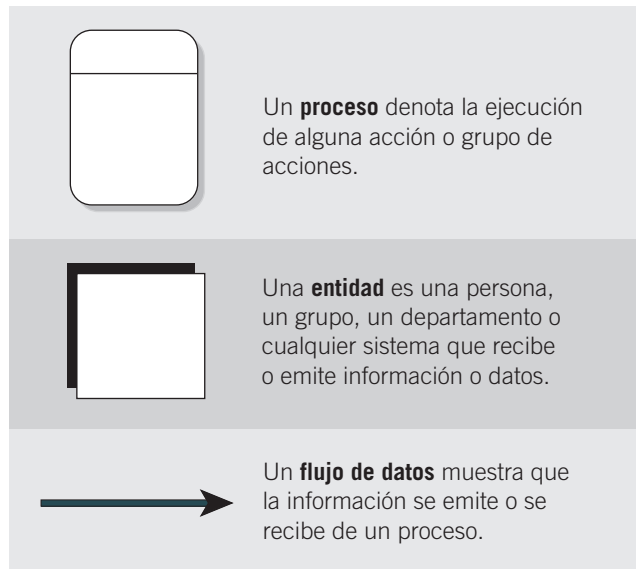 Un proceso denota la ejecución
de alguna acción o grupo de
acciones.
Una entidad es una persona,
un grupo, un departamento o
cualquier sistema que recibe
o emite información o datos.
Un flujo de datos muestra que
la información se emite o se
recibe de un proceso.